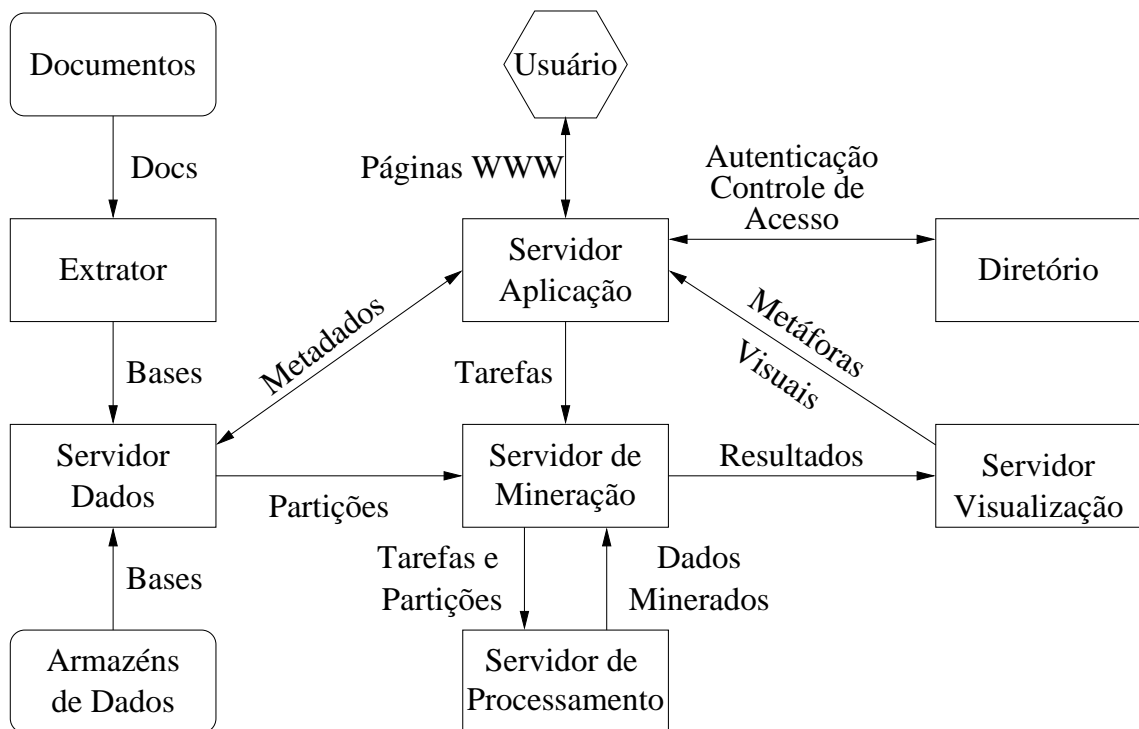 Documentos
Usuário
Docs
Páginas WWW
Autenticação
Controle de
Acesso
Extrator
Servidor
Aplicação
Diretório
Bases
Metadados
Tarefas
Metáforas
Visuais
Servidor
Dados
Partições
Servidor de
Mineração
Resultados
Servidor
Visualização
Bases
Tarefas e
Partições
Dados
Minerados
Armazéns
de Dados
Servidor de
Processamento